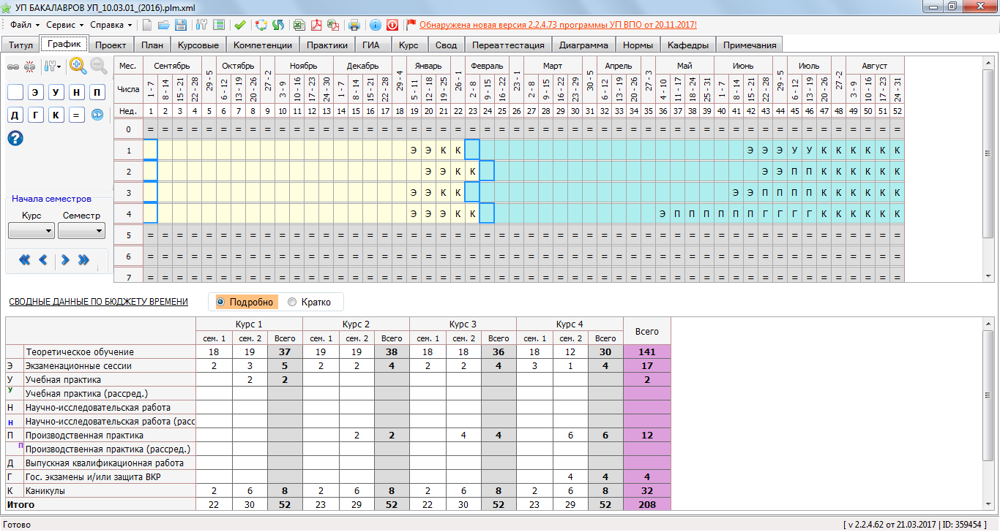 УП БАКАЛАВРОВ УП_10.03.01_(2016).plm.xml
Файл Сервис Справка Обнаружена новая версия 2.2.4.73 программы УП ВПО от 20.11.2017!
Титул График Проект План Курсовые Компетенции Практики ГИА Курс Свод Переаттестация Диаграмма Нормы Кафедры Примечания
Мес. Сентябрь 29 - 5 Октябрь 27 - 2 Ноябрь Декабрь 29 - 4 Январь 26 - 1 Февраль 23 - 1 Март 30 - 5 Апрель 27 - 3 Май Июнь 29 - 5 Июль 27 - 2 Август
Числа 1 - 7 8 - 14 15 - 21 22 - 28 6 - 12 13 - 19 20 - 26 3 - 9 10 - 16 17 - 23 24 - 30 1 - 7 8 - 14 15 - 21 22 - 28 5 - 11 12 - 18 19 - 25 2 - 8 9 - 15 16 - 22 2 - 8 9 - 15 16 - 22 23 - 29 6 - 12 13 - 19 20 - 26 4 - 10 11 - 17 18 - 24 25 - 31 1 - 7 8 - 14 15 - 21 22 - 28 6 - 12 13 - 19 20 - 26 3 - 9 10 - 16 17 - 23 24 - 31
Нед. 1 2 3 4 5 6 7 8 9 10 11 12 13 14 15 16 17 18 19 20 21 22 23 24 25 26 27 28 29 30 31 32 33 34 35 36 37 38 39 40 41 42 43 44 45 46 47 48 49 50 51 52
Э У Н П
Д Г К =
?
0 = = = = = = = = = = = = = = = = = = = = = = = = = = = = = = = = = = = = = = = = = = = = = = = = = = = =
1 Э Э К К Э Э Э У У К К К К К К
2 Э Э К К Э Э П П К К К К К К
3 Э Э К К Э Э П П П П К К К К К К
4 Э Э Э К К Э П П П П П П Г Г Г Г К К К К К К
5 = = = = = = = = = = = = = = = = = = = = = = = = = = = = = = = = = = = = = = = = = = = = = = = = = = = =
6 = = = = = = = = = = = = = = = = = = = = = = = = = = = = = = = = = = = = = = = = = = = = = = = = = = = =
7 = = = = = = = = = = = = = = = = = = = = = = = = = = = = = = = = = = = = = = = = = = = = = = = = = = = =
Начала семестров
Курс Семестр
СВОДНЫЕ ДАННЫЕ ПО БЮДЖЕТУ ВРЕМЕНИ Подробно Кратко
Курс 1 Курс 2 Курс 3 Курс 4 Всего
сем. 1 сем. 2 Всего сем. 1 сем. 2 Всего сем. 1 сем. 2 Всего сем. 1 сем. 2 Всего
Теоретическое обучение 18 19 37 19 19 38 18 18 36 18 12 30 141
Э Экзаменационные сессии 2 3 5 2 2 4 2 2 4 3 1 4 17
У Учебная практика 2 2 2
У Учебная практика (рассред.)
Н Научно-исследовательская работа
н Научно-исследовательская работа (расс
П Производственная практика 2 2 4 4 6 6 12
П Производственная практика (рассред.)
Д Выпускная квалификационная работа
Г Гос. экзамены и/или защита ВКР 4 4 4
К Каникулы 2 6 8 2 6 8 2 6 8 2 6 8 32
Итого 22 30 52 23 29 52 22 30 52 23 29 52 208
Готово [ v 2.2.4.62 от 21.03.2017 | ID: 359454 ]